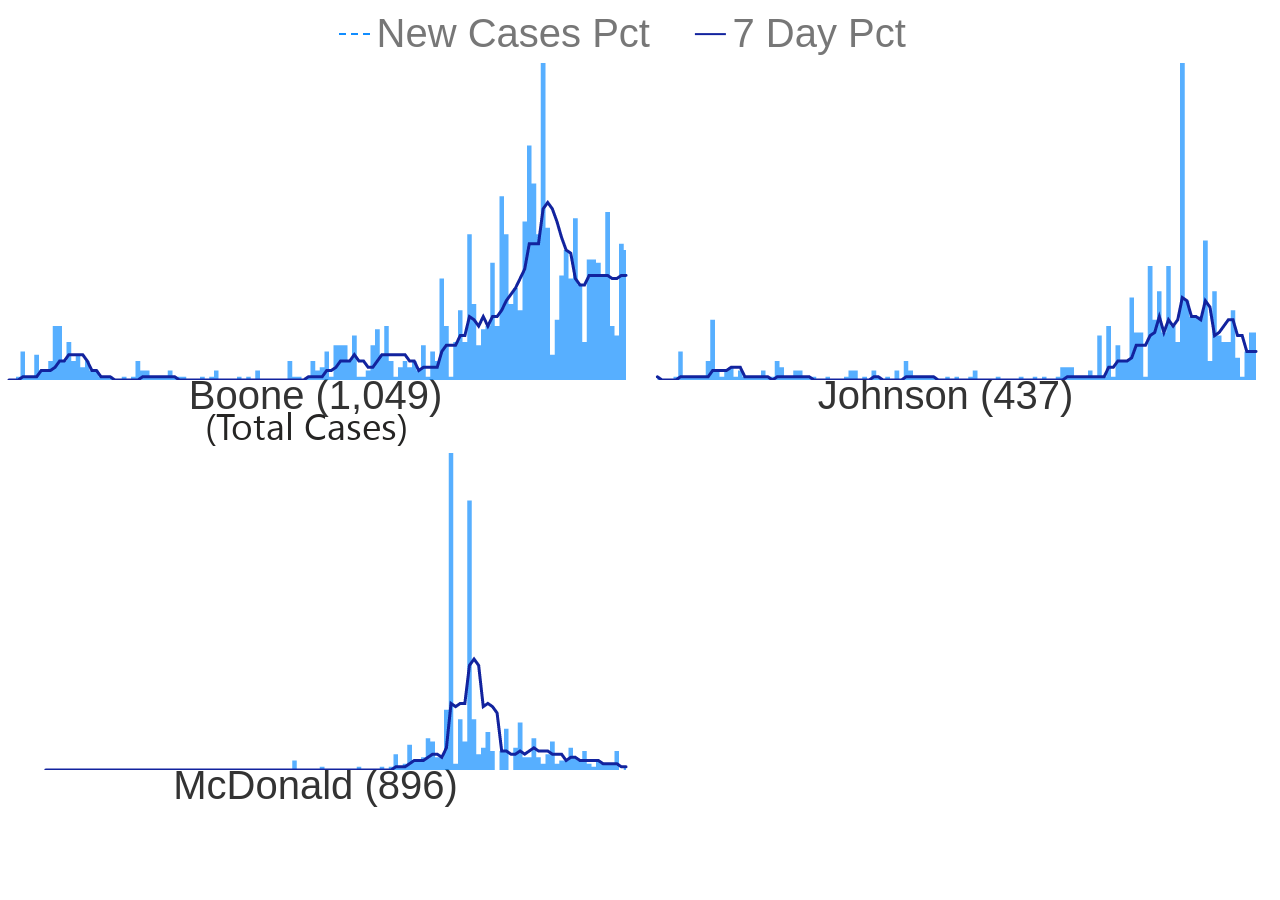 New Cases Pct 7 Day Pct
Boone (1,049)
(Total Cases)
Johnson (437)
McDonald (896)